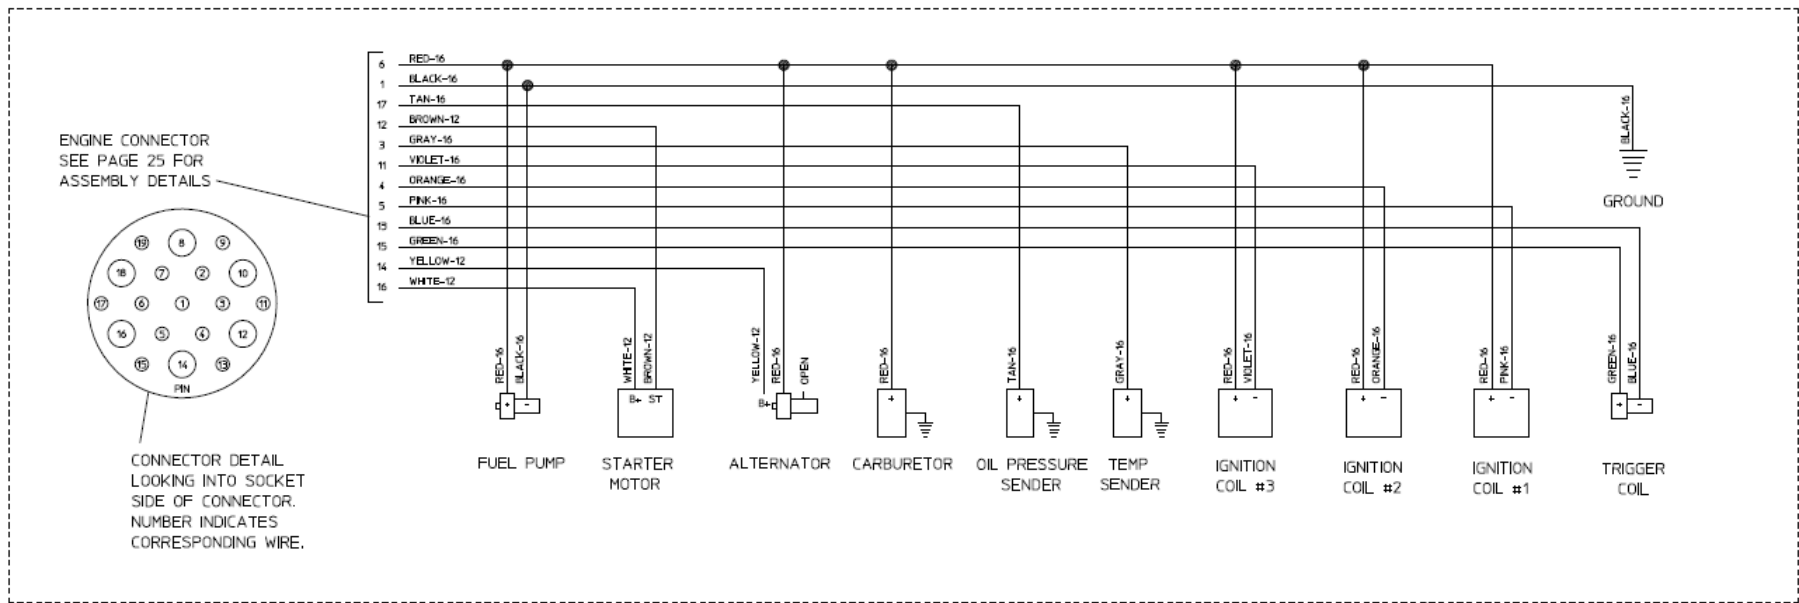 6 RED-16
1 BLACK-16
17 TAN-16
12 BROWN-12
3 GRAY-16
11 VIOLET-16
4 ORANGE-16
5 PINK-16
13 BLUE-16
15 GREEN-16
14 YELLOW-12
16 WHITE-12
ENGINE CONNECTOR
SEE PAGE 25 FOR
ASSEMBLY DETAILS
19 8 9
18 7 2 10
17 6 1 3 11
16 5 4 12
15 14 13
PIN
CONNECTOR DETAIL
LOOKING INTO SOCKET
SIDE OF CONNECTOR.
NUMBER INDICATES
CORRESPONDING WIRE.
BLACK-16
GROUND
RED-16
BLACK-16
+ -
FUEL PUMP
WHITE-12
BROWN-12
B+ ST
STARTER
MOTOR
YELLOW-12
RED-16
OPEN
B+
ALTERNATOR
RED-16
+
CARBURETOR
TAN-16
+
OIL PRESSURE
SENDER
GRAY-16
+
TEMP
SENDER
RED-16
VIOLET-16
+ -
IGNITION
COIL #3
RED-16
ORANGE-16
+ -
IGNITION
COIL #2
RED-16
PINK-16
+ -
IGNITION
COIL #1
GREEN-16
BLUE-16
+ -
TRIGGER
COIL